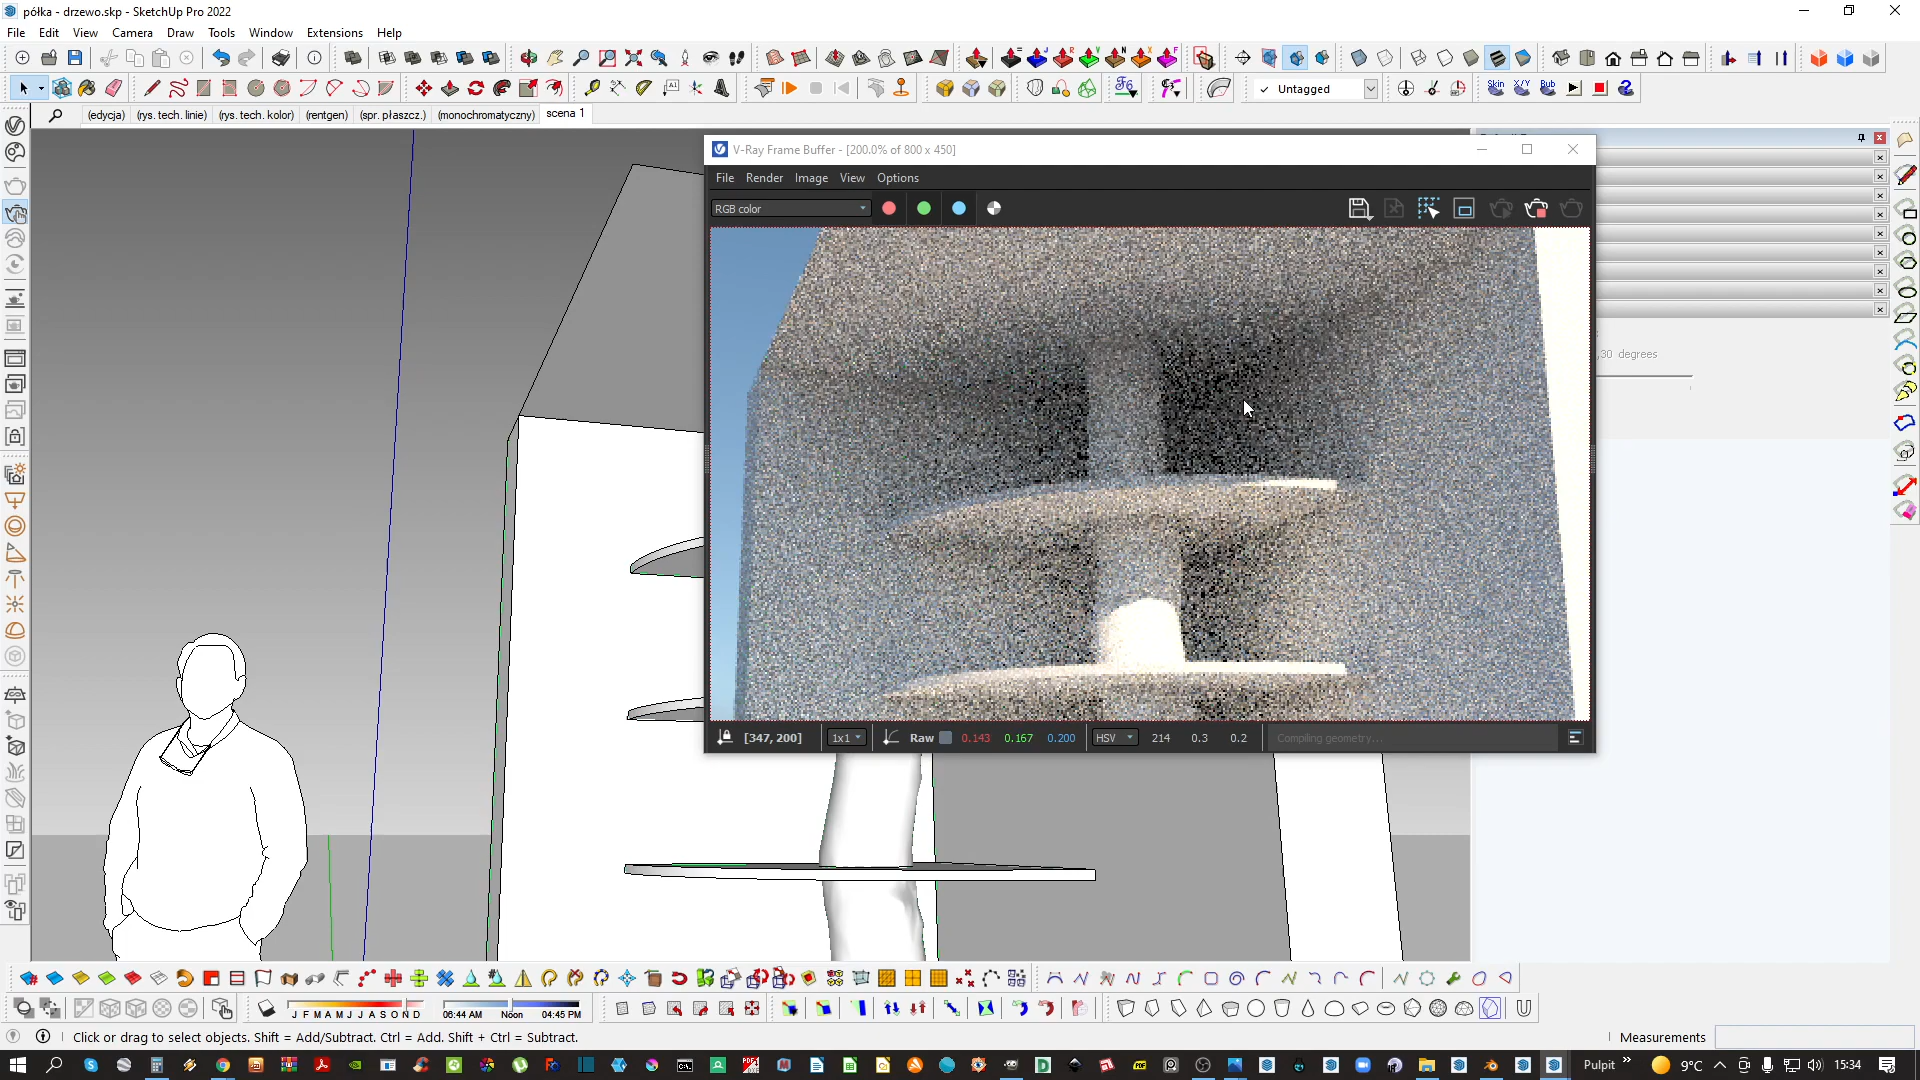 półka - drzewo.skp - SketchUp Pro 2022
File Edit View Camera Draw Tools Window Extensions Help
Untagged
Skin X/Y Bub
(edycja) (rys. tech. linie) (rys. tech. kolor) (rentgen) (spr. płaszcz.) (monochromatyczny) scena 1
V-Ray Frame Buffer - [200.0% of 800 x 450]
File Render Image View Options
RGB color
,30 degrees
[347, 200] 1x1 Raw 0.143 0.167 0.200 HSV 214 0.3 0.2 Compiling geometry...
J F M A M J J A S O N D 06:44 AM Noon 04:45 PM
Click or drag to select objects. Shift = Add/Subtract. Ctrl = Add. Shift + Ctrl = Subtract. Measurements
Pulpit 9°C 15:34